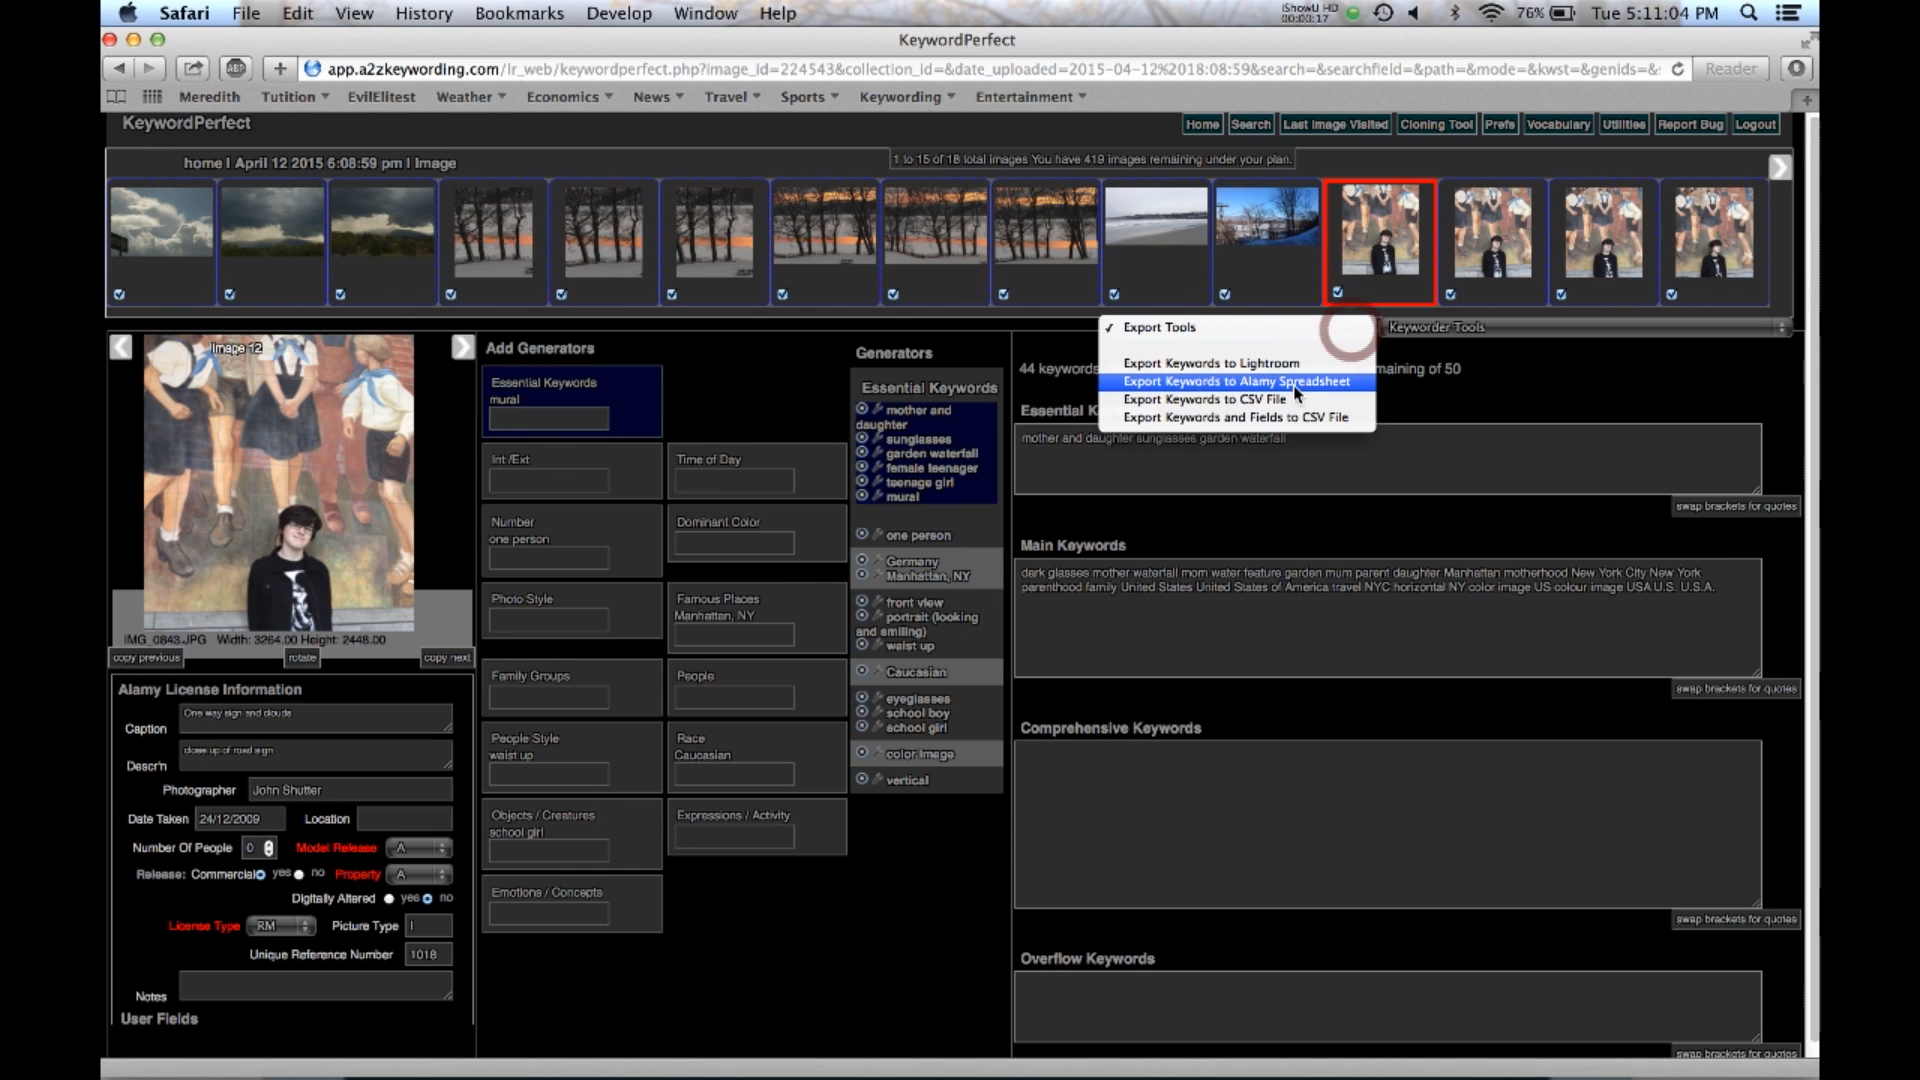 Safari File Edit View History Bookmarks Develop Window Help iShowU HD 00:00:17 76% Tue 5:11:04 PM
KeywordPerfect
ABP app.a2zkeywording.com/lr_web/keywordperfect.php?image_id=224543&collection_id=&date_uploaded=2015-04-12%2018:08:59&search=&searchfield=&path=&mode=&kwst=&genids=& Reader
Meredith Tutition EvilElitest Weather Economics News Travel Sports Keywording Entertainment
KeywordPerfect
Home Search Last Image Visited Cloning Tool Prefs Vocabulary Utilities Report Bug Logout
home | April 12 2015 6:08:59 pm | Image
1 to 15 of 18 total images You have 419 images remaining under your plan.
Export Tools
Export Keywords to Lightroom
Export Keywords to Alamy Spreadsheet
Export Keywords to CSV File
Export Keywords and Fields to CSV File
Keyworder Tools
Image 12
IMG_0843.JPG Width: 3264.00 Height: 2448.00
copy previous rotate copy next
Alamy License Information
Caption One way sign and clouds
Descr'n close up of road sign
Photographer John Shutter
Date Taken 24/12/2009 Location
Number Of People 0 Model Release A
Release: Commercial yes no Property A
Digitally Altered yes no
License Type RM Picture Type I
Unique Reference Number 1018
Notes
User Fields
Add Generators
Essential Keywords
mural
Int /Ext
Time of Day
Number
one person
Dominant Color
Photo Style
Famous Places
Manhattan, NY
Family Groups
People
People Style
waist up
Race
Caucasian
Objects / Creatures
school girl
Expressions / Activity
Emotions / Concepts
Generators
Essential Keywords
mother and
daughter
sunglasses
garden waterfall
female teenager
teenage girl
mural
one person
Germany
Manhattan, NY
front view
portrait (looking
and smiling)
waist up
Caucasian
eyeglasses
school boy
school girl
color image
vertical
44 keywords maining of 50
Essential K
mother and daughter sunglasses garden waterfall
swap brackets for quotes
Main Keywords
dark glasses mother waterfall mom water feature garden mum parent daughter Manhattan motherhood New York City New York
parenthood family United States United States of America travel NYC horizontal NY color image US colour image USA U.S. U.S.A.
swap brackets for quotes
Comprehensive Keywords
swap brackets for quotes
Overflow Keywords
swap brackets for quotes